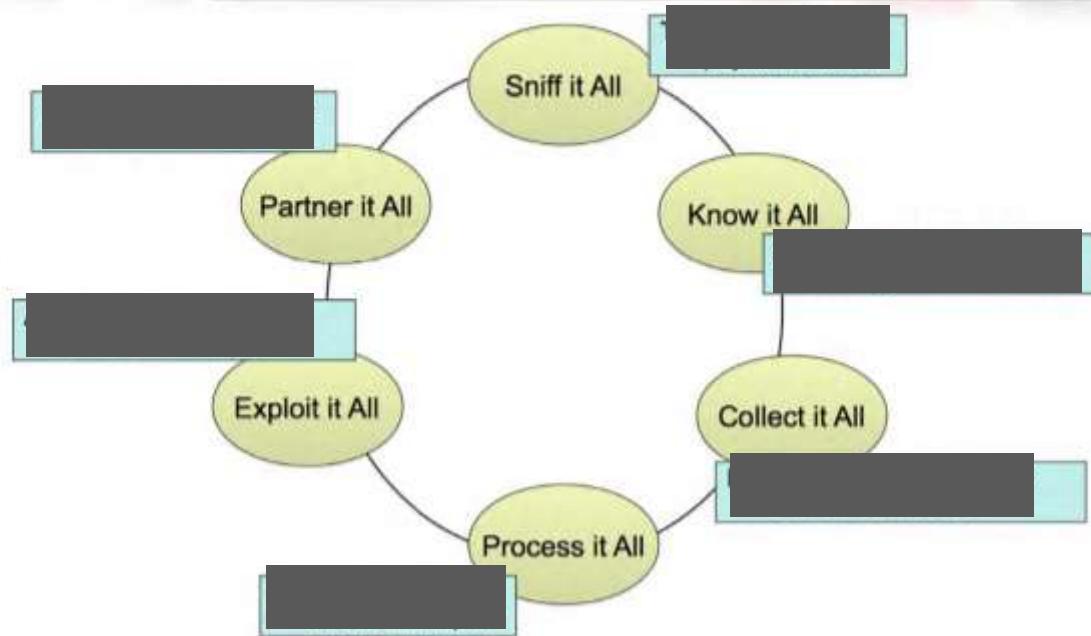 Sniff it All
Know it All
Collect it All
Process it All
Exploit it All
Partner it All